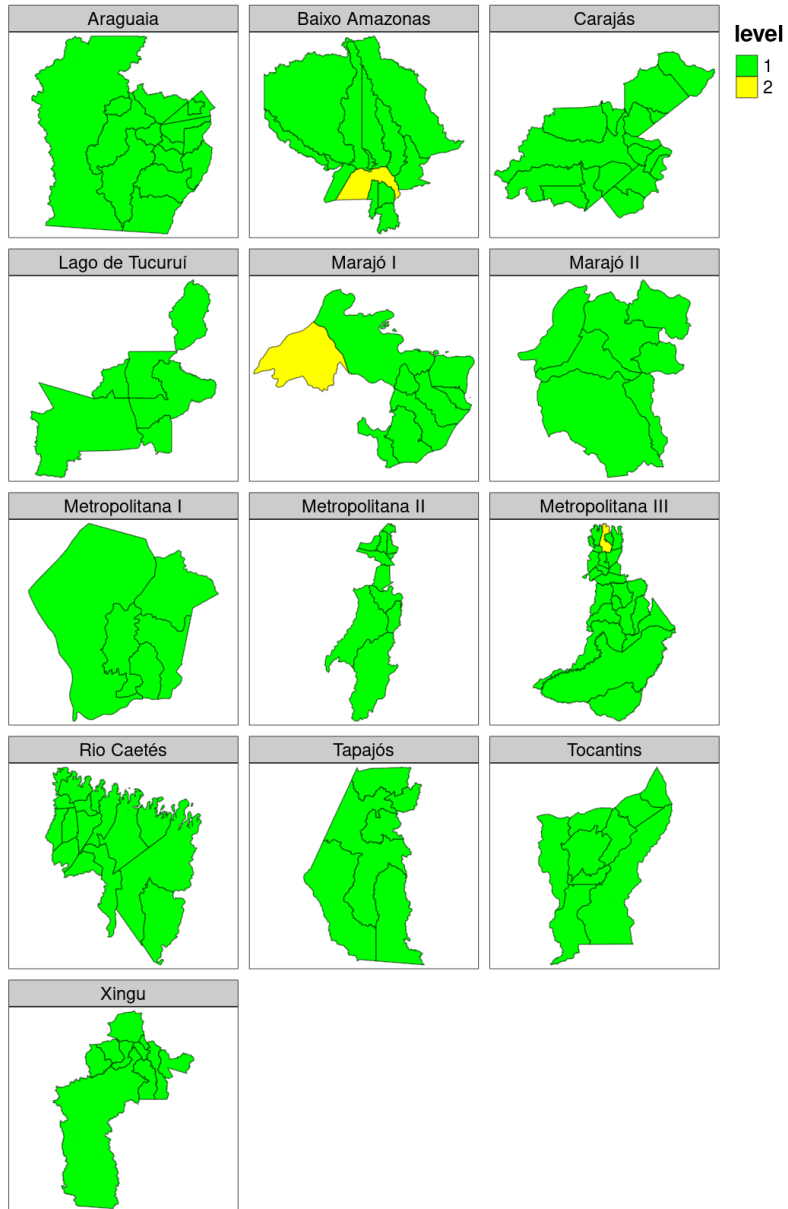 Araguaia
Baixo Amazonas
Carajás
level
1
2
Lago de Tucuruí
Marajó I
Marajó II
Metropolitana I
Metropolitana II
Metropolitana III
Rio Caetés
Tapajós
Tocantins
Xingu